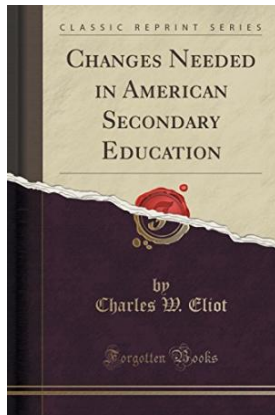 CLASSIC REPRINT SERIES
CHANGES NEEDED
IN AMERICAN
SECONDARY
EDUCATION
by
Charles W. Eliot
Forgotten Books